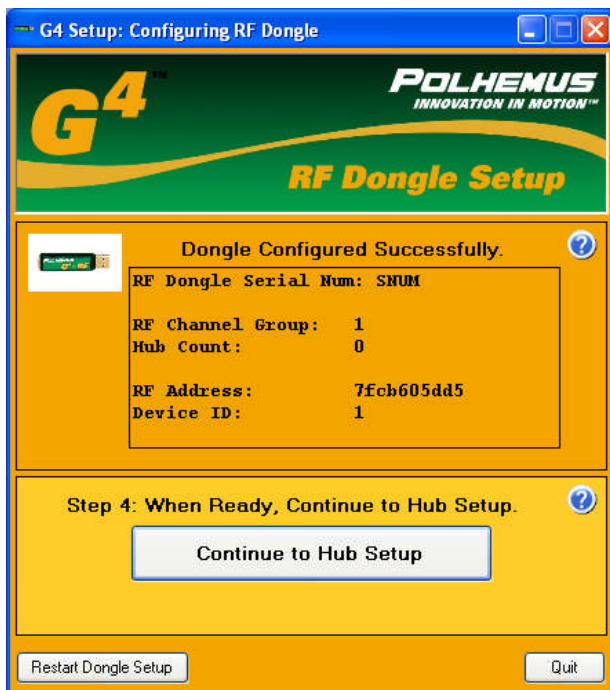 G4 Setup: Configuring RF Dongle
G4™
POLHEMUS
INNOVATION IN MOTION™
RF Dongle Setup
Dongle Configured Successfully.
RF Dongle Serial Num: SNUM
RF Channel Group: 1
Hub Count: 0
RF Address: 7fcb605dd5
Device ID: 1
Step 4: When Ready, Continue to Hub Setup.
Continue to Hub Setup
Restart Dongle Setup
Quit